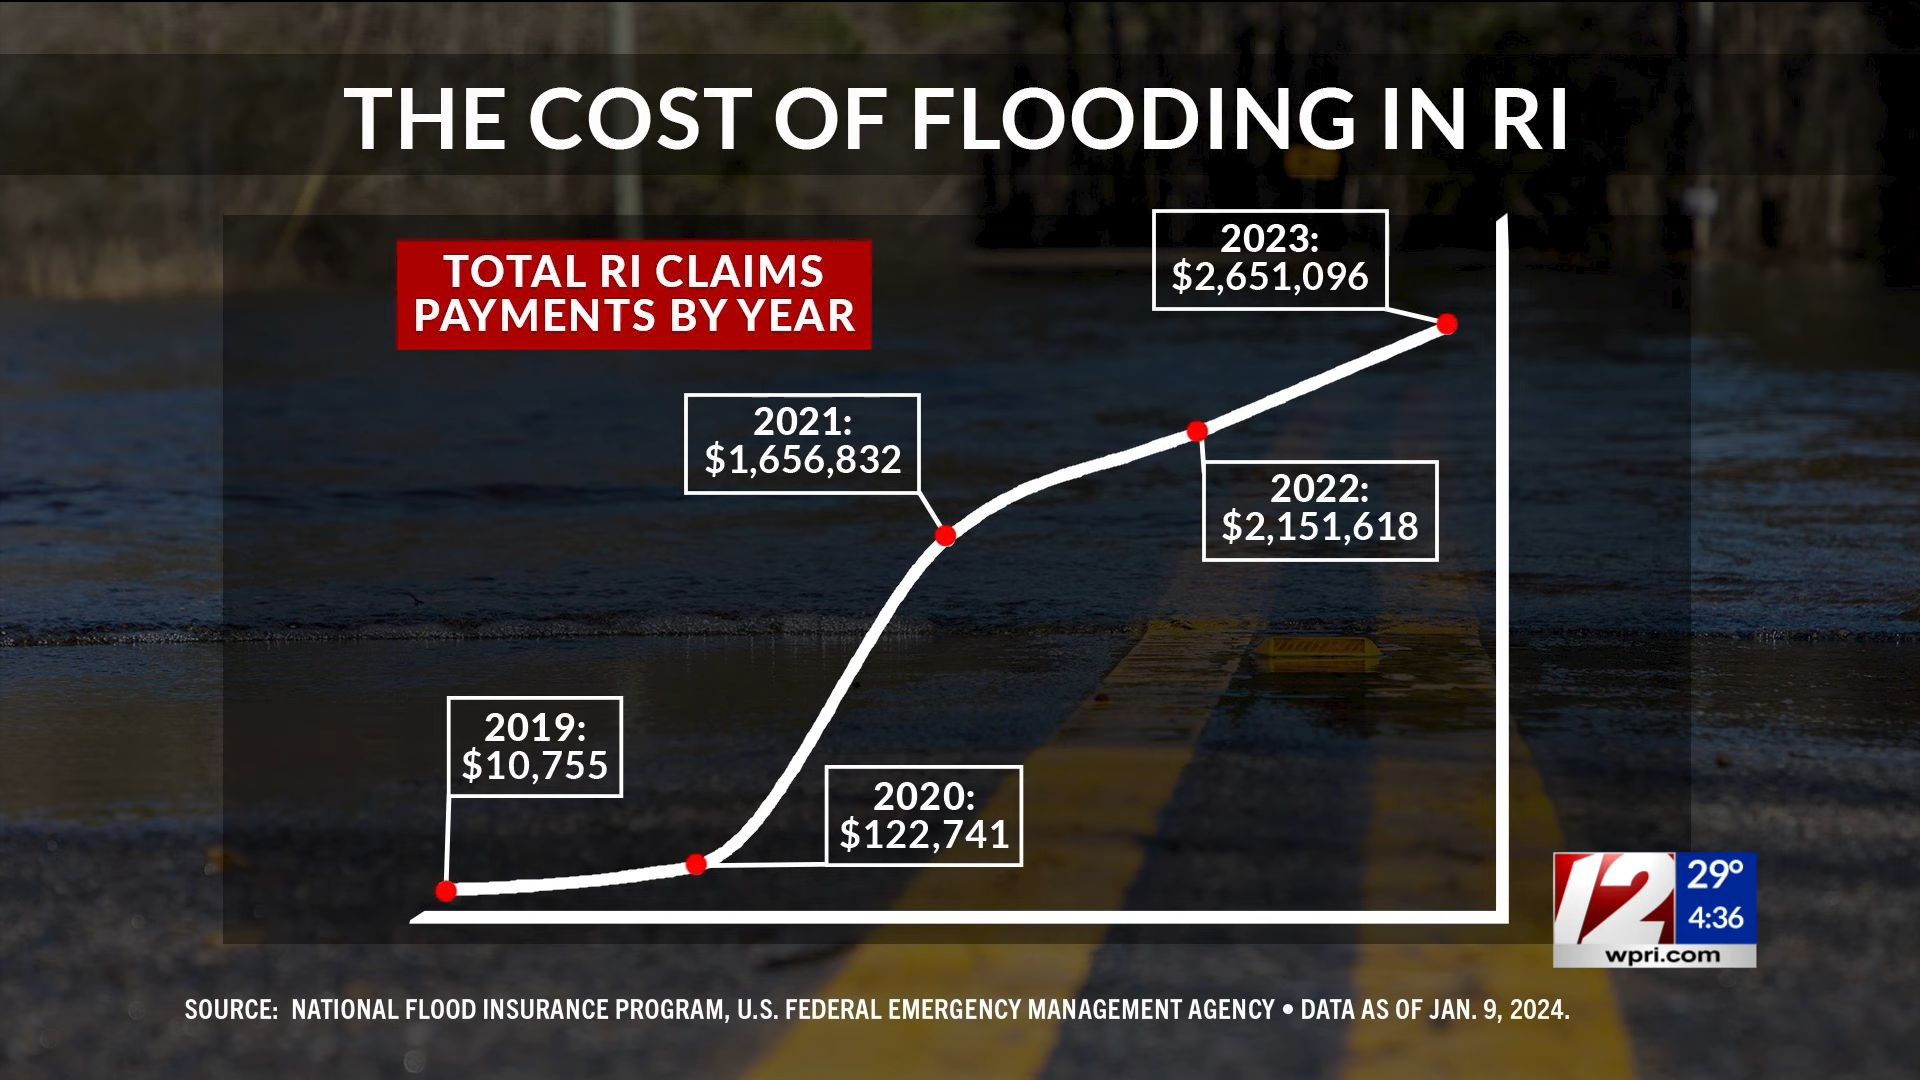 THE COST OF FLOODING IN RI
TOTAL RI CLAIMS
PAYMENTS BY YEAR
2023:
$2,651,096
2021:
$1,656,832
2022:
$2,151,618
2019:
$10,755
2020:
$122,741
12
29°
4:36
wpri.com
SOURCE: NATIONAL FLOOD INSURANCE PROGRAM, U.S. FEDERAL EMERGENCY MANAGEMENT AGENCY • DATA AS OF JAN. 9, 2024.